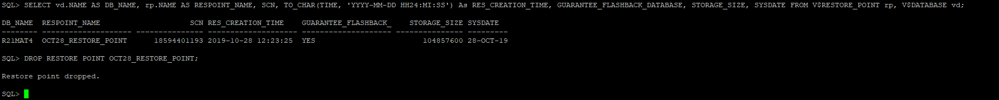 SQL> SELECT vd.NAME AS DB_NAME, rp.NAME AS RESPOINT_NAME, SCN, TO_CHAR(TIME, 'YYYY-MM-DD HH24:MI:SS') As RES_CREATION_TIME, GUARANTEE_FLASHBACK_DATABASE, STORAGE_SIZE, SYSDATE FROM V$RESTORE_POINT rp, V$DATABASE vd;
DB_NAME  RESPOINT_NAME                    SCN RES_CREATION_TIME    GUARANTEE_FLASHBACK_    STORAGE_SIZE SYSDATE
-------- -------------------- --------------- -------------------- -------------------- --------------- ---------
R21MAT4  OCT28_RESTORE_POINT      18594401193 2019-10-28 12:23:25  YES                        104857600 28-OCT-19
SQL> DROP RESTORE POINT OCT28_RESTORE_POINT;
Restore point dropped.
SQL>